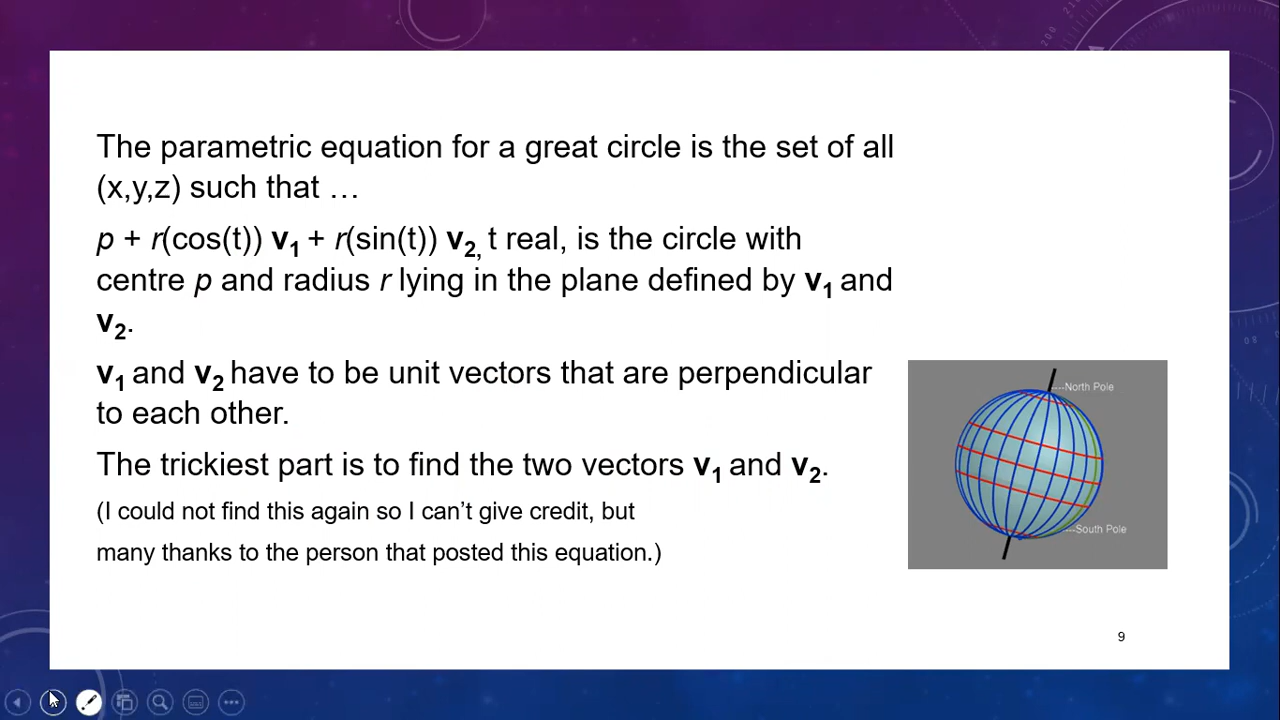 The parametric equation for a great circle is the set of all
(x,y,z) such that …
p + r(cos(t)) v1 + r(sin(t)) v2, t real, is the circle with
centre p and radius r lying in the plane defined by v1 and
v2.
v1 and v2 have to be unit vectors that are perpendicular
to each other.
The trickiest part is to find the two vectors v1 and v2.
(I could not find this again so I can’t give credit, but
many thanks to the person that posted this equation.)
----North Pole
---South Pole
9